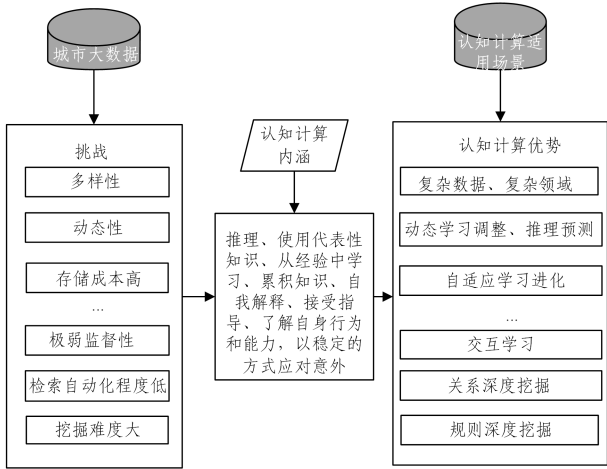 城市大数据
认知计算适
用场景
挑战
多样性
动态性
存储成本高
...
极弱监督性
检索自动化程度低
挖掘难度大
认知计算
内涵
推理、使用代表性
知识、从经验中学
习、累积知识、自
我解释、接受指
导、了解自身行为
和能力，以稳定的
方式应对意外
认知计算优势
复杂数据、复杂领域
动态学习调整、推理预测
自适应学习进化
...
交互学习
关系深度挖掘
规则深度挖掘